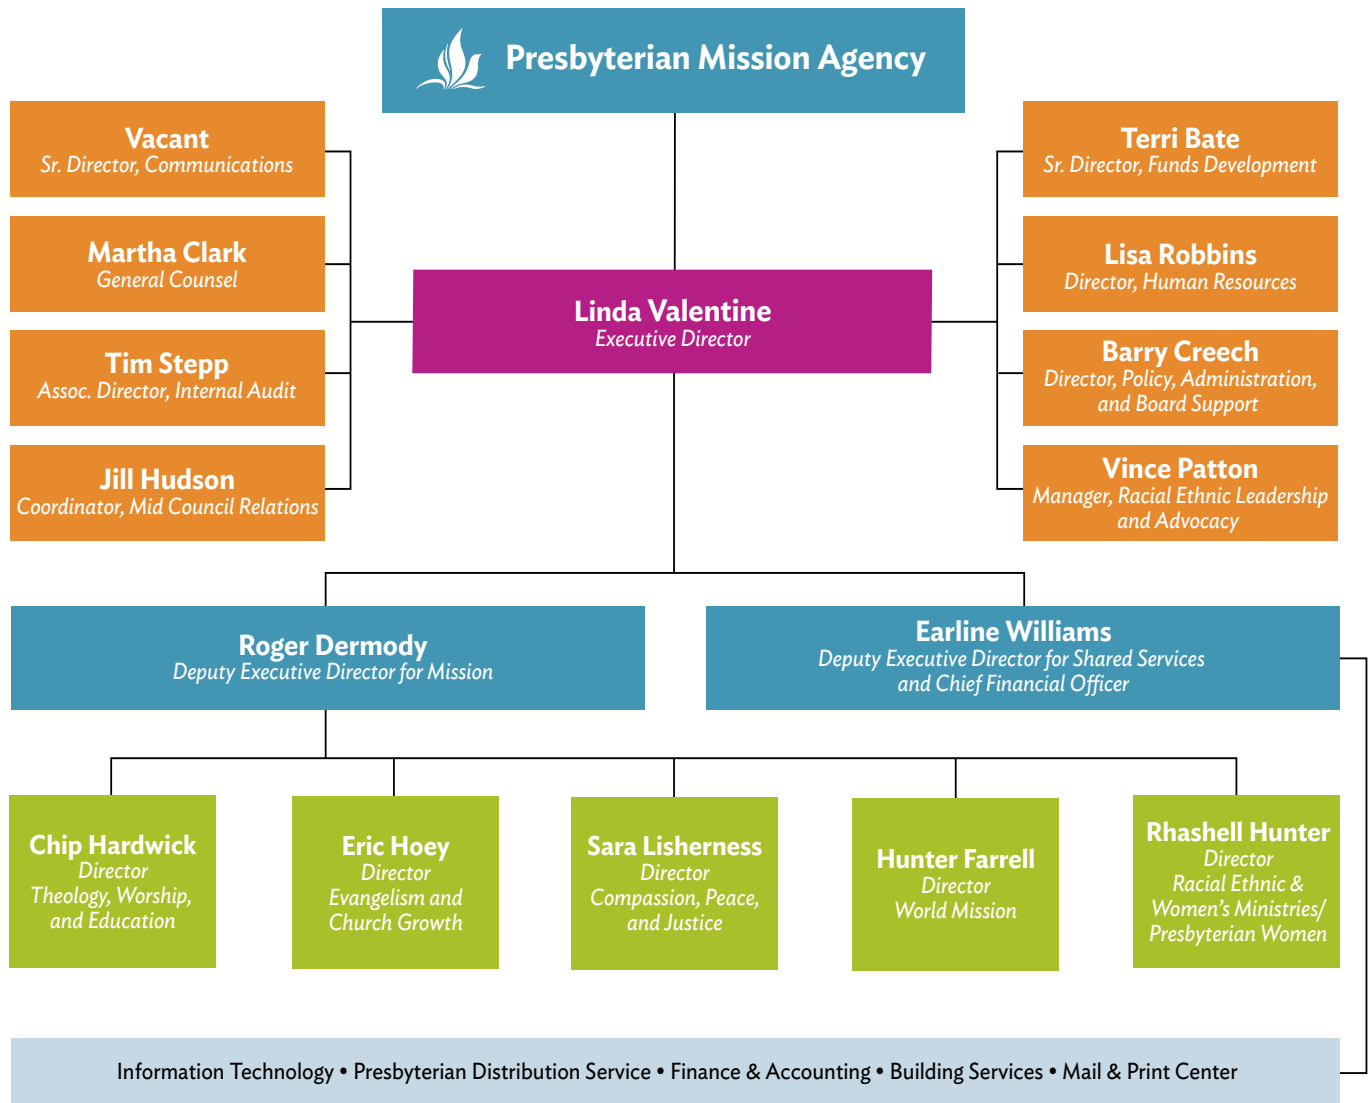 Presbyterian Mission Agency
Vacant
Sr. Director, Communications
Martha Clark
General Counsel
Tim Stepp
Assoc. Director, Internal Audit
Jill Hudson
Coordinator, Mid Council Relations
Linda Valentine
Executive Director
Terri Bate
Sr. Director, Funds Development
Lisa Robbins
Director, Human Resources
Barry Creech
Director, Policy, Administration,
and Board Support
Vince Patton
Manager, Racial Ethnic Leadership
and Advocacy
Roger Dermody
Deputy Executive Director for Mission
Earline Williams
Deputy Executive Director for Shared Services
and Chief Financial Officer
Chip Hardwick
Director
Theology, Worship,
and Education
Eric Hoey
Director
Evangelism and
Church Growth
Sara Lisherness
Director
Compassion, Peace,
and Justice
Hunter Farrell
Director
World Mission
Rhashell Hunter
Director
Racial Ethnic &
Women's Ministries/
Presbyterian Women
Information Technology • Presbyterian Distribution Service • Finance & Accounting • Building Services • Mail & Print Center